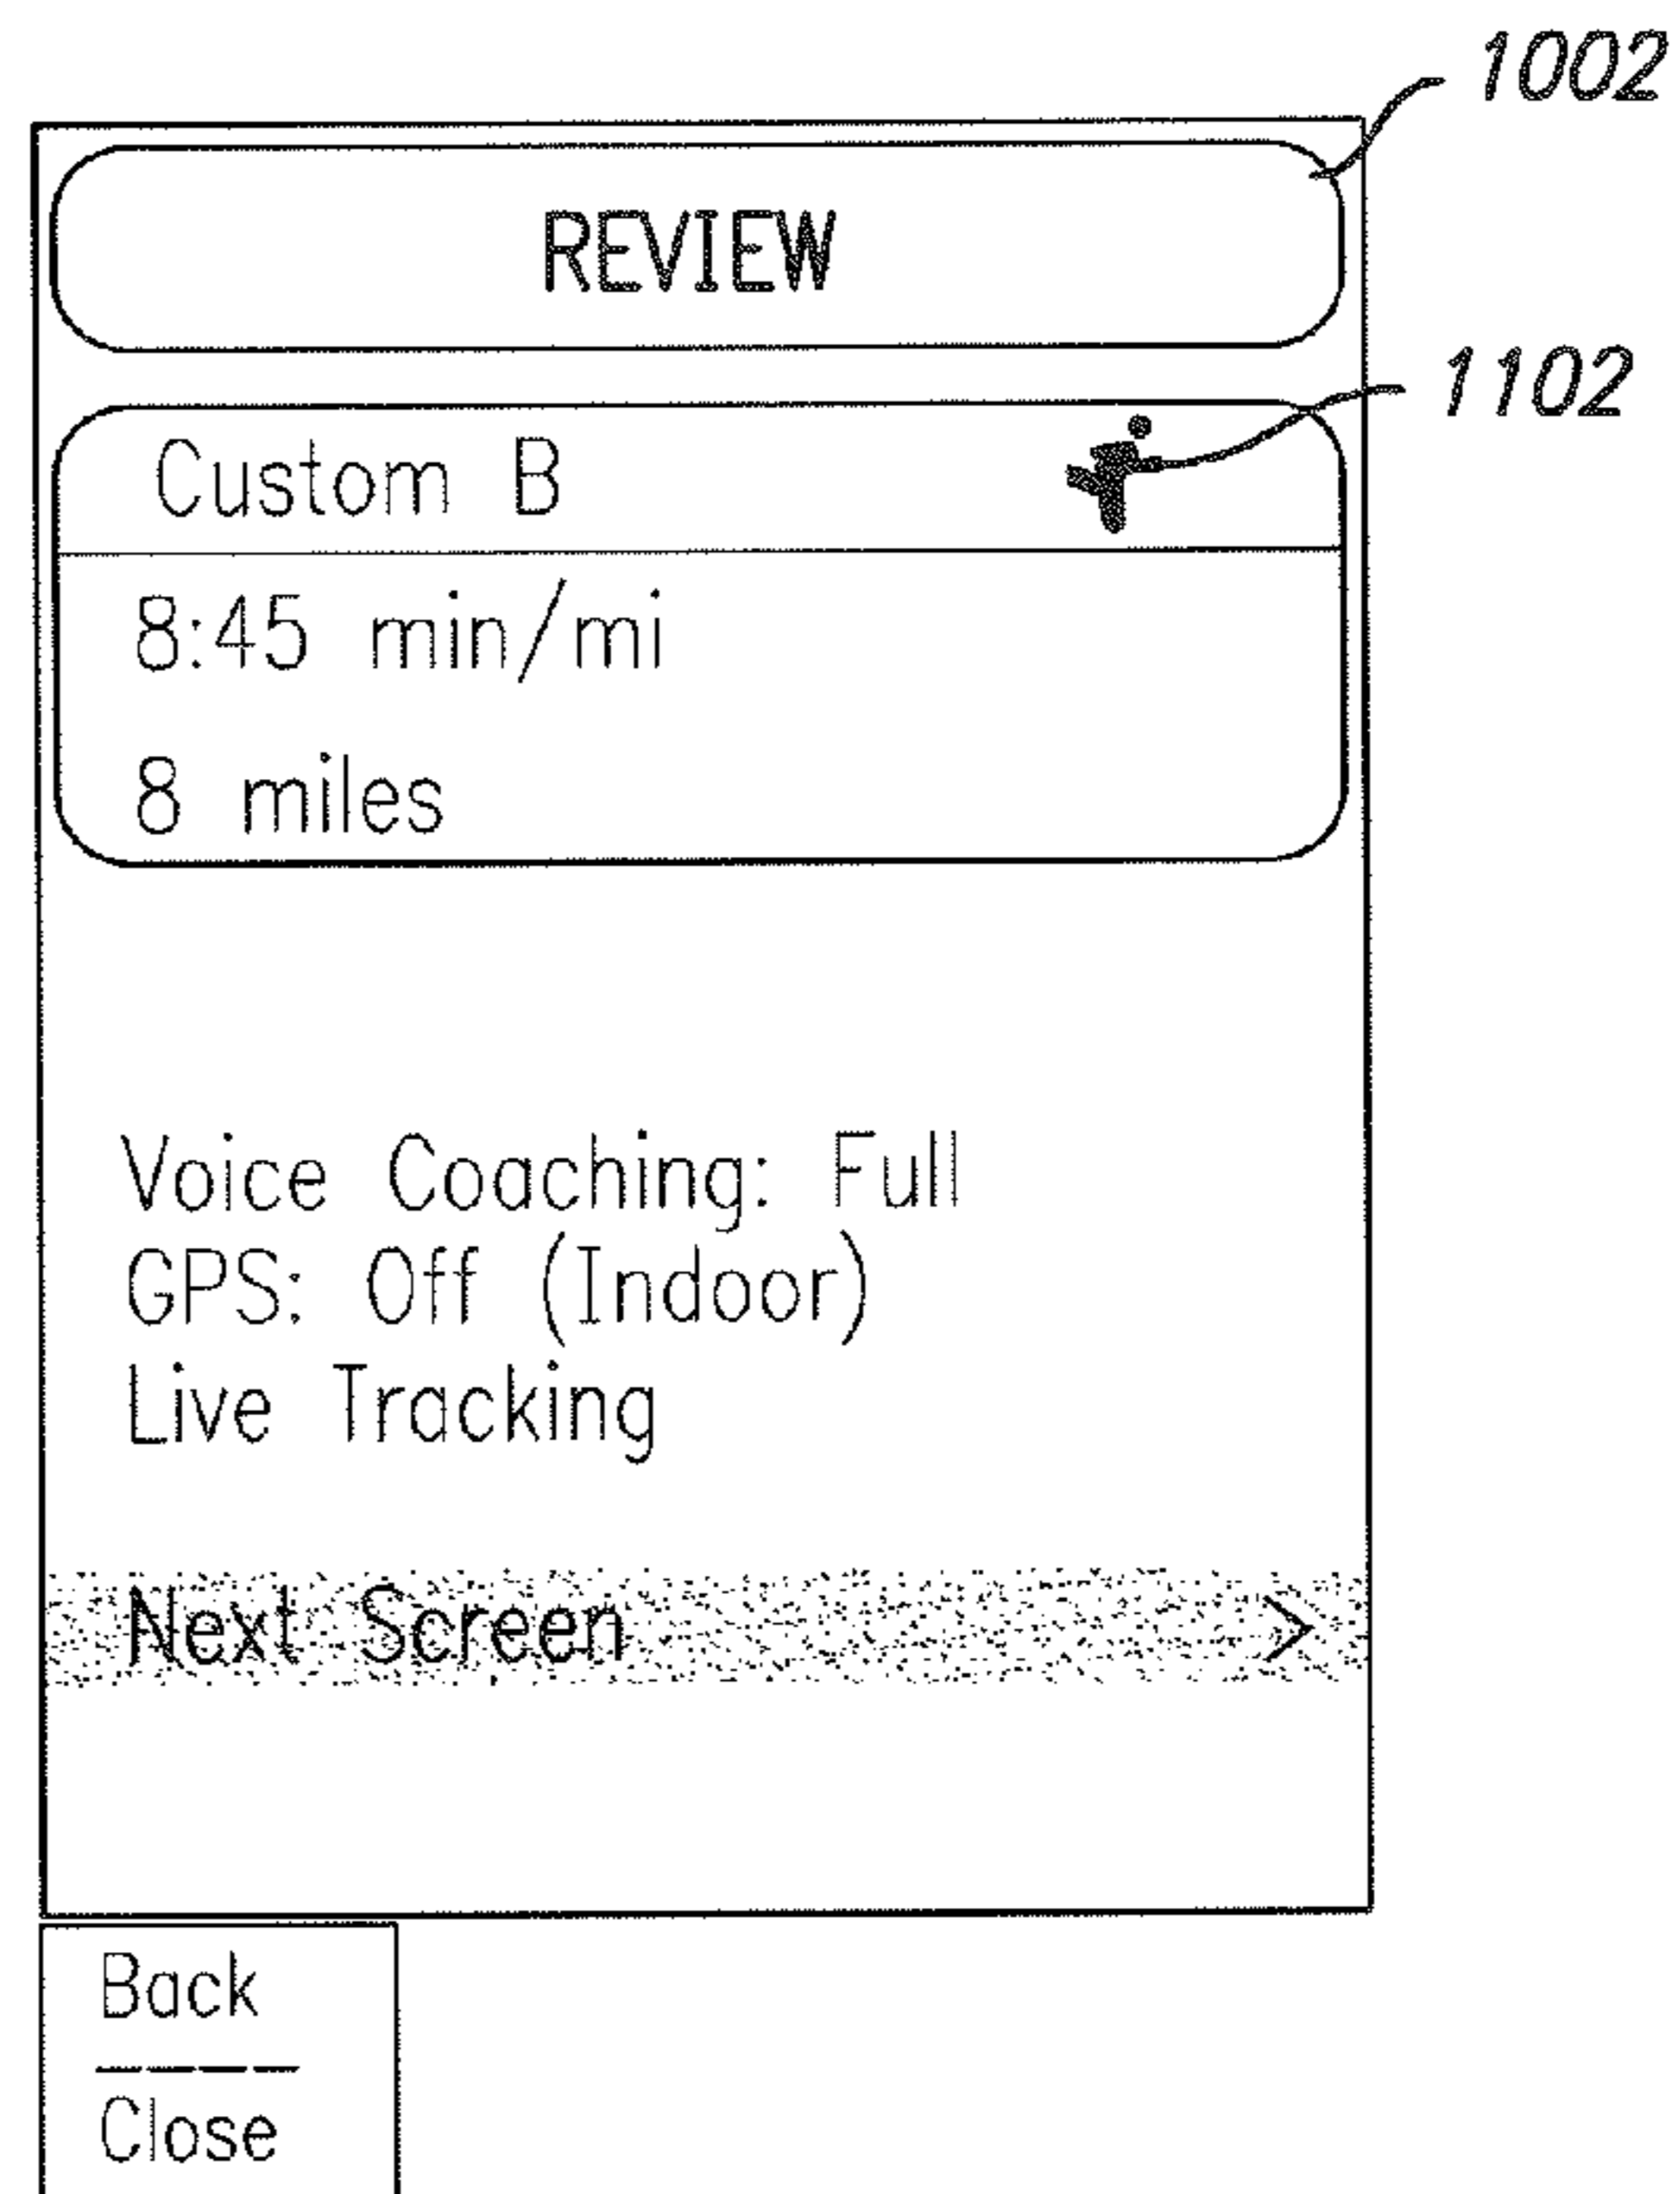 1002
REVIEW
1102
Custom B
8:45 min/mi
8 miles
Voice Coaching: Full
GPS: Off (Indoor)
Live Tracking
Next Screen >
Back
Close